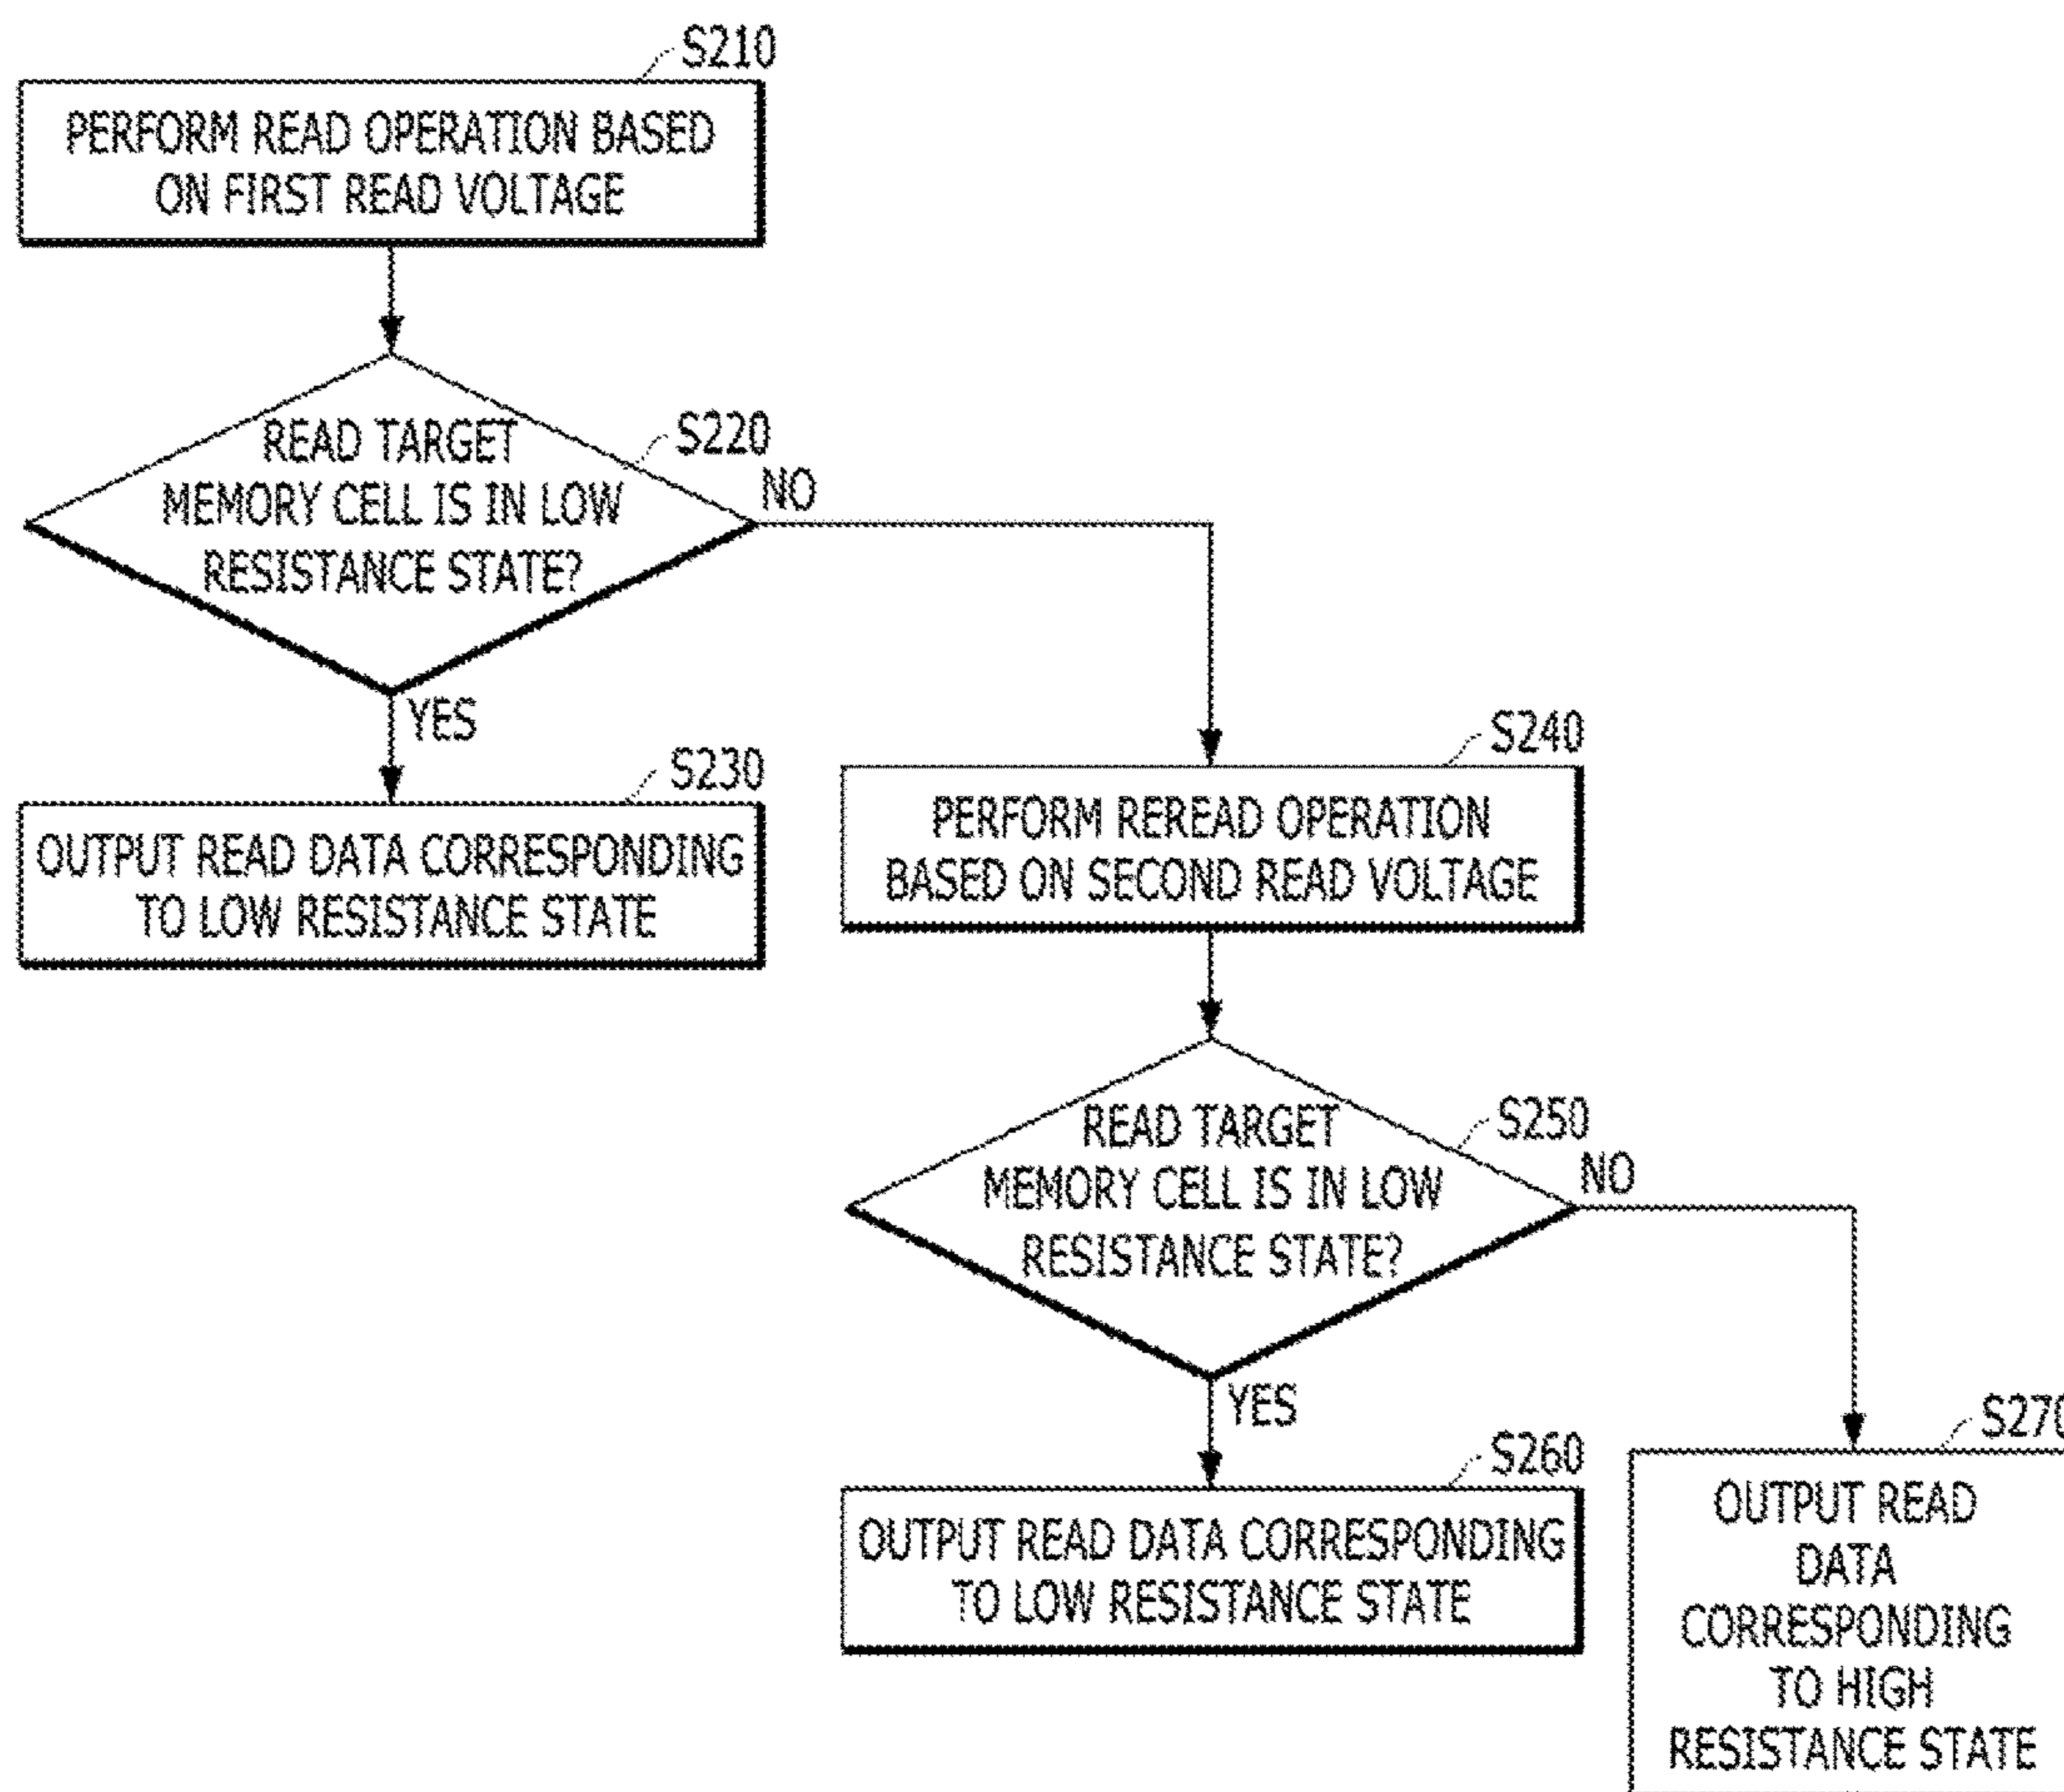 S210
PERFORM READ OPERATION BASED
ON FIRST READ VOLTAGE
S220
READ TARGET
MEMORY CELL IS IN LOW
RESISTANCE STATE?
NO
YES
S230
OUTPUT READ DATA CORRESPONDING
TO LOW RESISTANCE STATE
S240
PERFORM REREAD OPERATION
BASED ON SECOND READ VOLTAGE
S250
READ TARGET
MEMORY CELL IS IN LOW
RESISTANCE STATE?
NO
YES
S260
OUTPUT READ DATA CORRESPONDING
TO LOW RESISTANCE STATE
S270
OUTPUT READ
DATA
CORRESPONDING
TO HIGH
RESISTANCE STATE